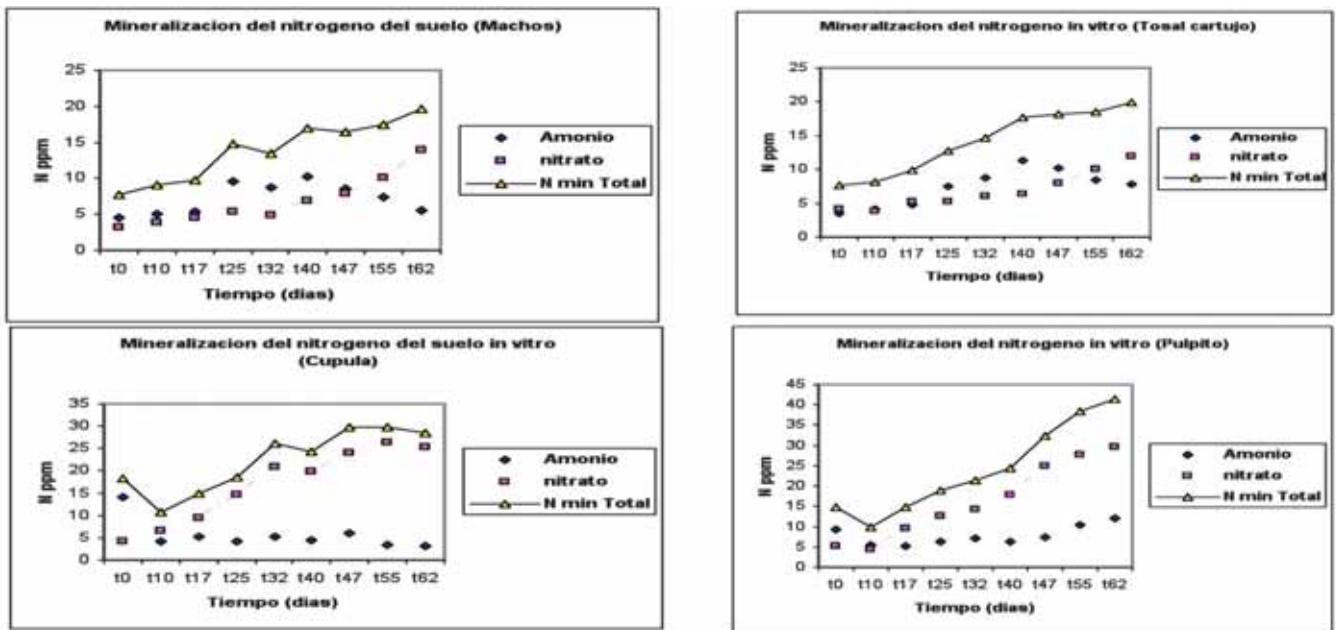 Mineralizacion del nitrogeno del suelo (Machos)
25
20
15
10
5
0
N ppm
t0 t10 t17 t25 t32 t40 t47 t55 t62
Tiempo (dias)
Amonio
nitrato
N min Total
Mineralizacion del nitrogeno in vitro (Tosal cartujo)
25
20
15
10
5
0
N ppm
t0 t10 t17 t25 t32 t40 t47 t55 t62
Tiempo (dias)
Amonio
nitrato
N min Total
Mineralizacion del nitrogeno del suelo in vitro
(Cupula)
35
30
25
20
15
10
5
0
N ppm
t0 t10 t17 t25 t32 t40 t47 t55 t62
Tiempo (dias)
Amonio
nitrato
N min Total
Mineralizacion del nitrogeno in vitro (Pulpito)
45
40
35
30
25
20
15
10
5
0
N ppm
t0 t10 t17 t25 t32 t40 t47 t55 t62
Tiempo (dias)
Amonio
nitrato
N min Total